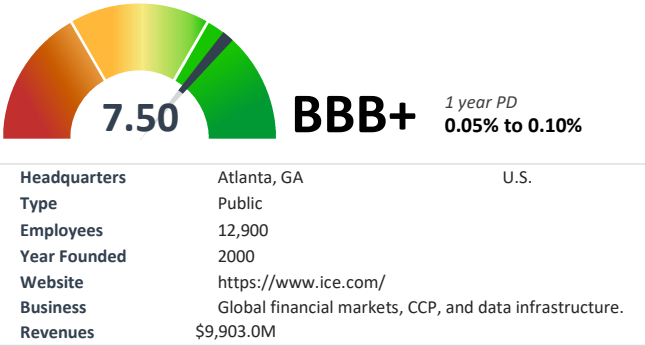 7.50
BBB+
1 year PD
0.05% to 0.10%
Headquarters Atlanta, GA U.S.
Type Public
Employees 12,900
Year Founded 2000
Website https://www.ice.com/
Business Global financial markets, CCP, and data infrastructure.
Revenues $9,903.0M